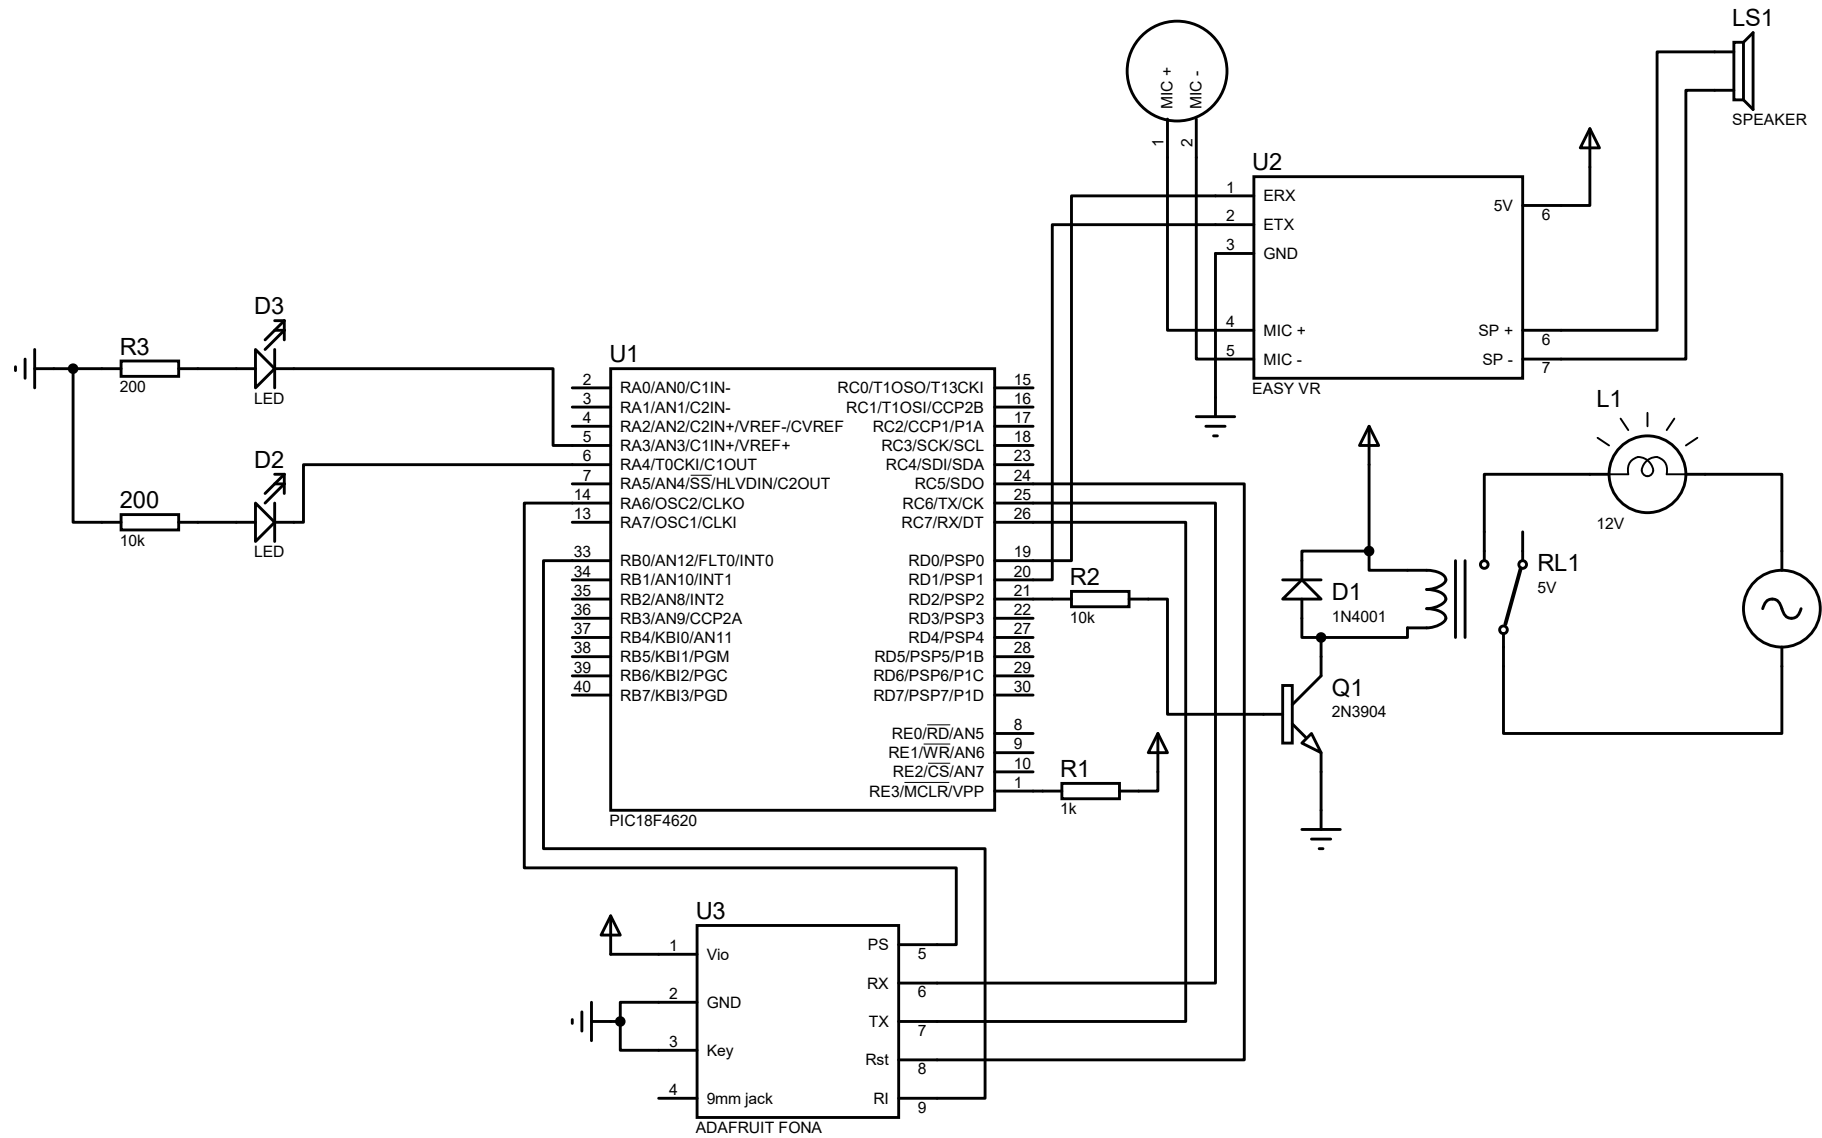 LS1
SPEAKER
MIC +
MIC -
1
2
U2
1 ERX
2 ETX
3 GND
4 MIC +
5 MIC -
5V 6
SP + 6
SP - 7
EASY VR
D3
LED
R3
200
D2
LED
200
10k
U1
2 RA0/AN0/C1IN-
3 RA1/AN1/C2IN-
4 RA2/AN2/C2IN+/VREF-/CVREF
5 RA3/AN3/C1IN+/VREF+
6 RA4/T0CKI/C1OUT
7 RA5/AN4/SS/HLVDIN/C2OUT
14 RA6/OSC2/CLKO
13 RA7/OSC1/CLKI
33 RB0/AN12/FLT0/INT0
34 RB1/AN10/INT1
35 RB2/AN8/INT2
36 RB3/AN9/CCP2A
37 RB4/KBI0/AN11
38 RB5/KBI1/PGM
39 RB6/KBI2/PGC
40 RB7/KBI3/PGD
RC0/T1OSO/T13CKI 15
RC1/T1OSI/CCP2B 16
RC2/CCP1/P1A 17
RC3/SCK/SCL 18
RC4/SDI/SDA 23
RC5/SDO 24
RC6/TX/CK 25
RC7/RX/DT 26
RD0/PSP0 19
RD1/PSP1 20
RD2/PSP2 21
RD3/PSP3 22
RD4/PSP4 27
RD5/PSP5/P1B 28
RD6/PSP6/P1C 29
RD7/PSP7/P1D 30
RE0/RD/AN5 8
RE1/WR/AN6 9
RE2/CS/AN7 10
RE3/MCLR/VPP 1
PIC18F4620
R2
10k
R1
1k
L1
12V
RL1
5V
D1
1N4001
Q1
2N3904
U3
1 Vio
2 GND
3 Key
4 9mm jack
PS 5
RX 6
TX 7
Rst 8
RI 9
ADAFRUIT FONA